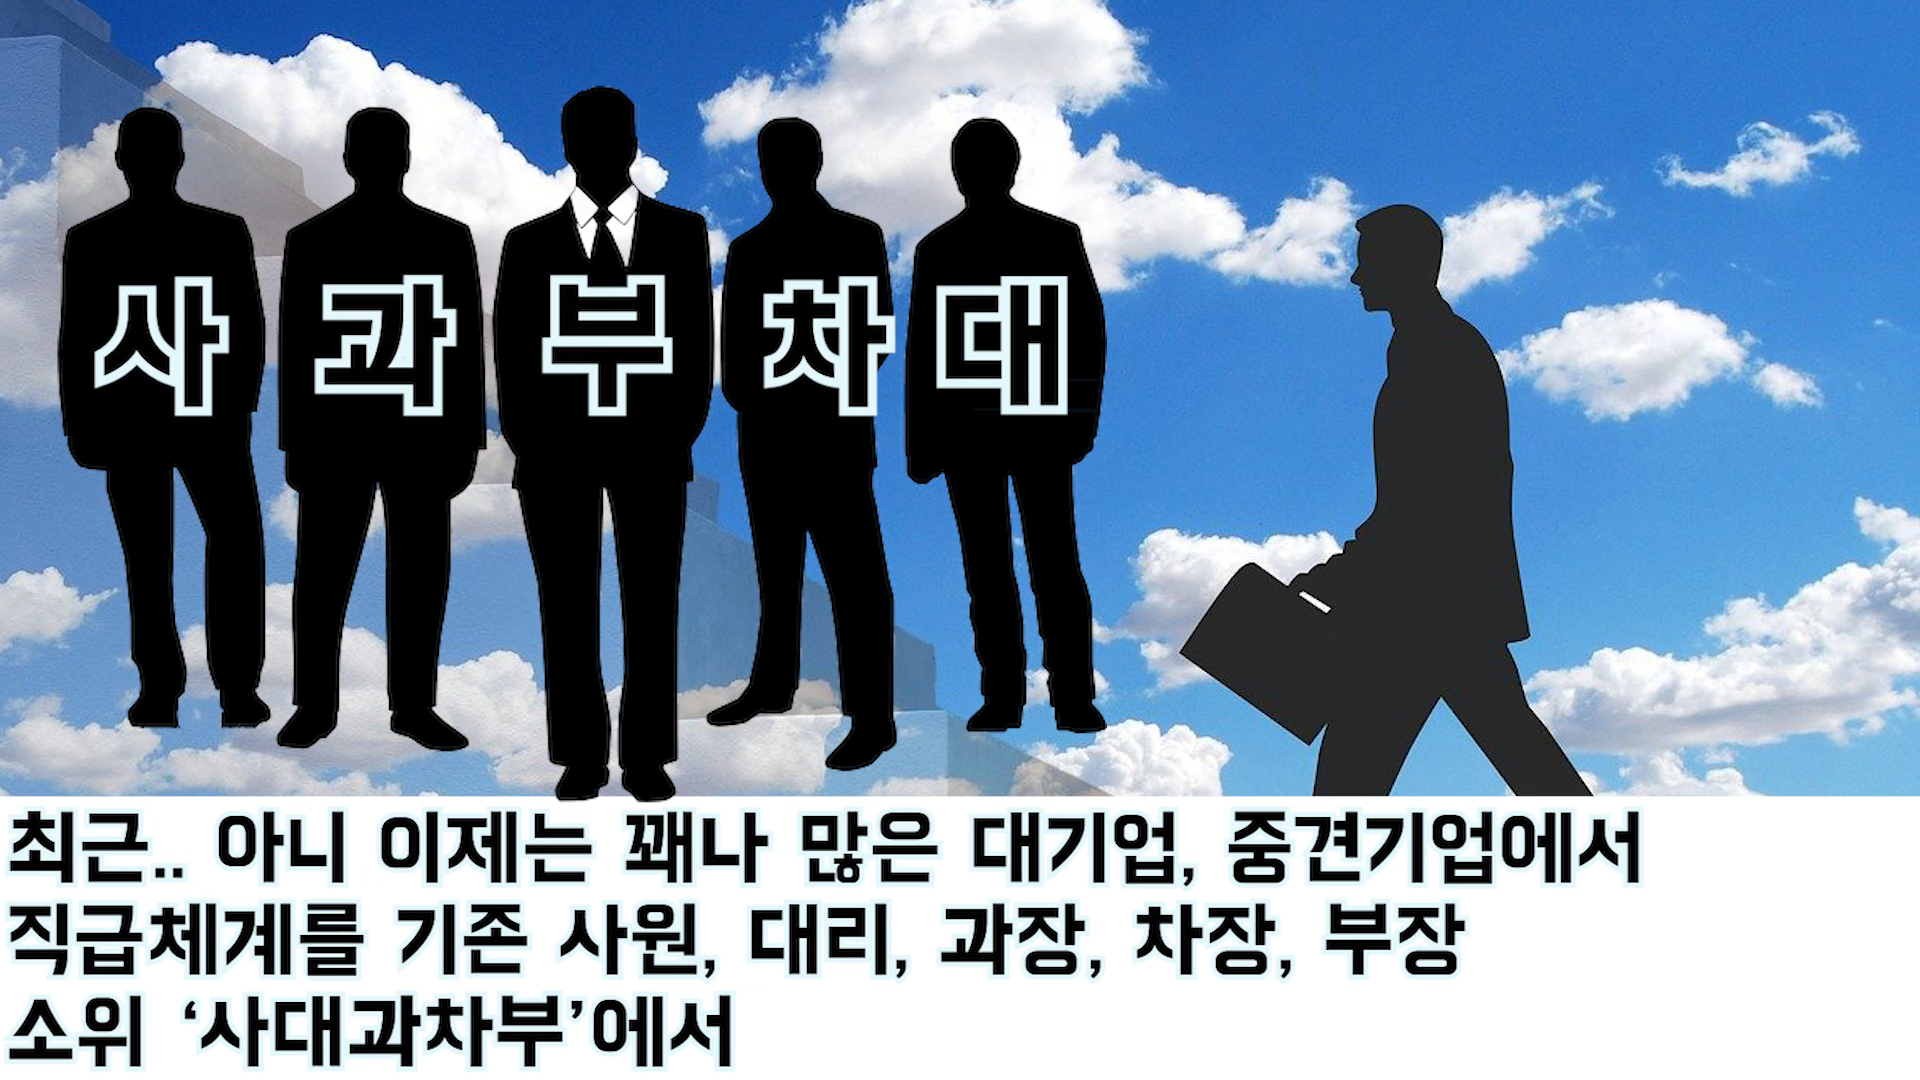 사 과 부 차 대
최근.. 아니 이제는 꽤나 많은 대기업, 중견기업에서
직급체계를 기존 사원, 대리, 과장, 차장, 부장
소위 ‘사대과차부’에서